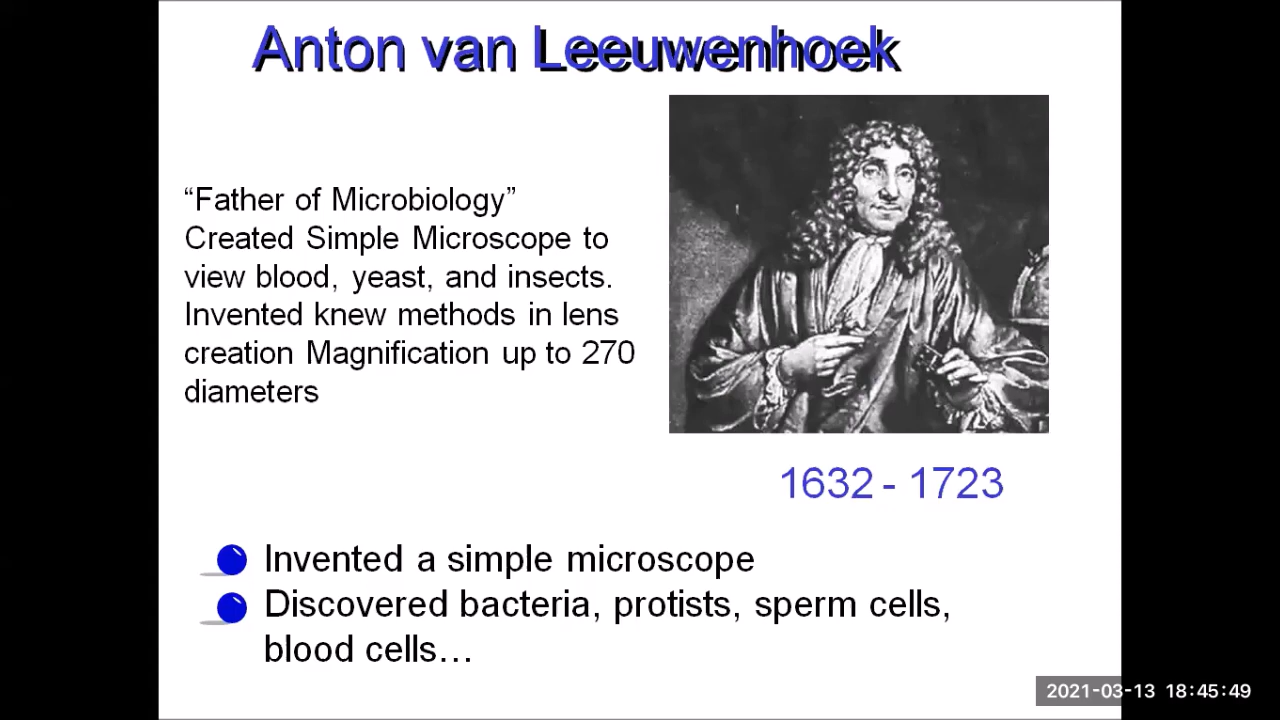 Anton van Leeuwenhoek
“Father of Microbiology”
Created Simple Microscope to
view blood, yeast, and insects.
Invented knew methods in lens
creation Magnification up to 270
diameters
1632 - 1723
Invented a simple microscope
Discovered bacteria, protists, sperm cells,
blood cells…
2021-03-13 18:45:49